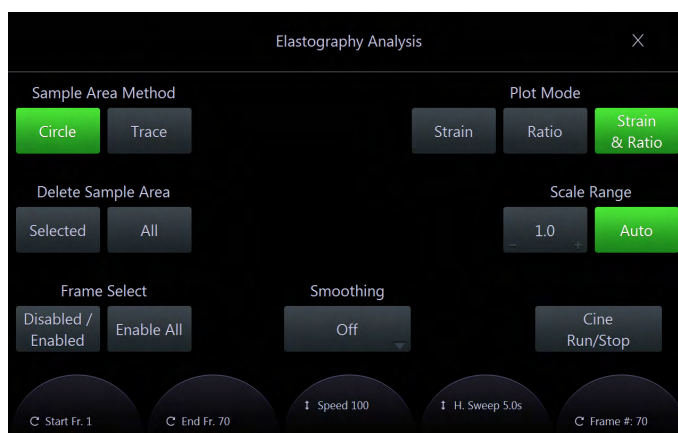 Elastography Analysis X
Sample Area Method
Plot Mode
Circle
Trace
Strain
Ratio
Strain
& Ratio
Delete Sample Area
Scale Range
Selected
All
- 1.0 +
Auto
Frame Select
Smoothing
Disabled /
Enabled
Enable All
Off
Cine
Run/Stop
Start Fr. 1
End Fr. 70
Speed 100
H. Sweep 5.0s
Frame #: 70